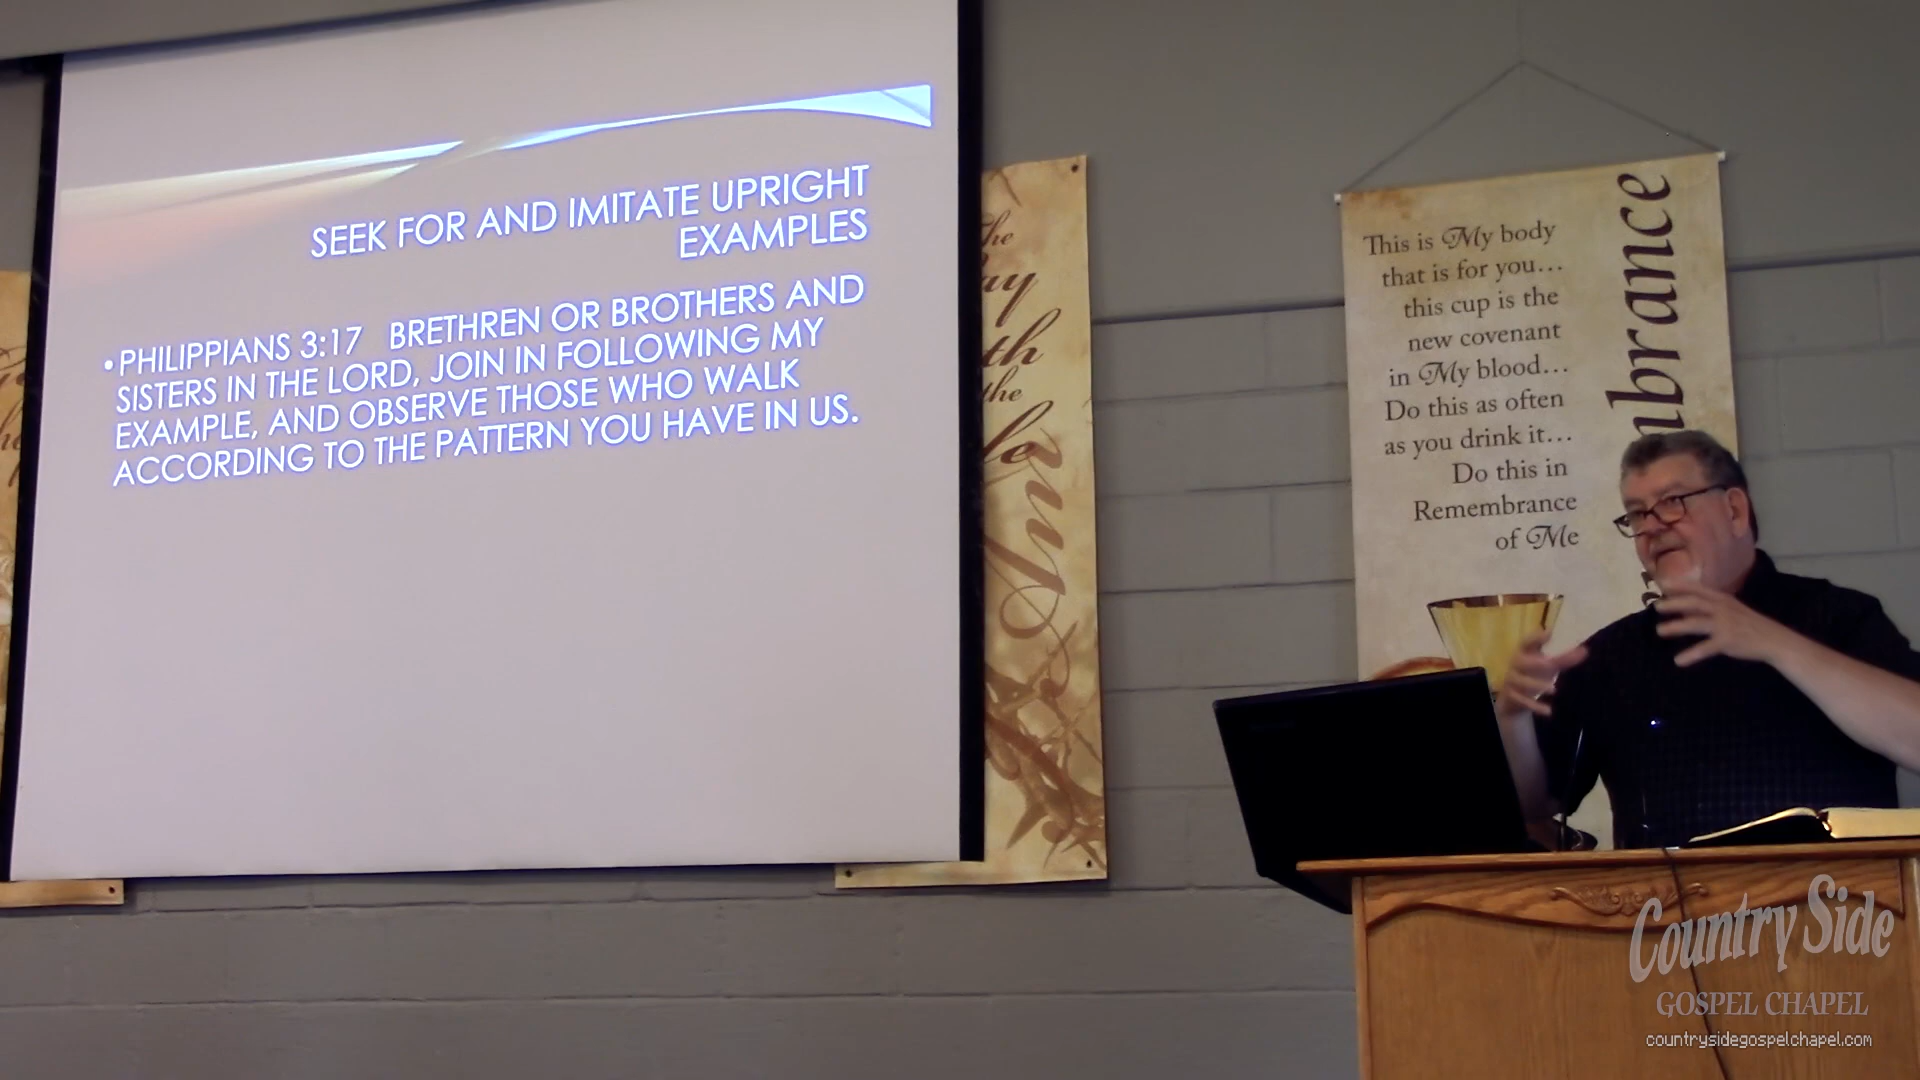 SEEK FOR AND IMITATE UPRIGHT
EXAMPLES
• PHILIPPIANS 3:17 BRETHREN OR BROTHERS AND
SISTERS IN THE LORD, JOIN IN FOLLOWING MY
EXAMPLE, AND OBSERVE THOSE WHO WALK
ACCORDING TO THE PATTERN YOU HAVE IN US.
the
This is My body
that is for you...
this cup is the
new covenant
in My blood...
Do this as often
as you drink it...
Do this in
Remembrance
of Me
mbrance
Country Side
GOSPEL CHAPEL
countrysidegospelchapel.com